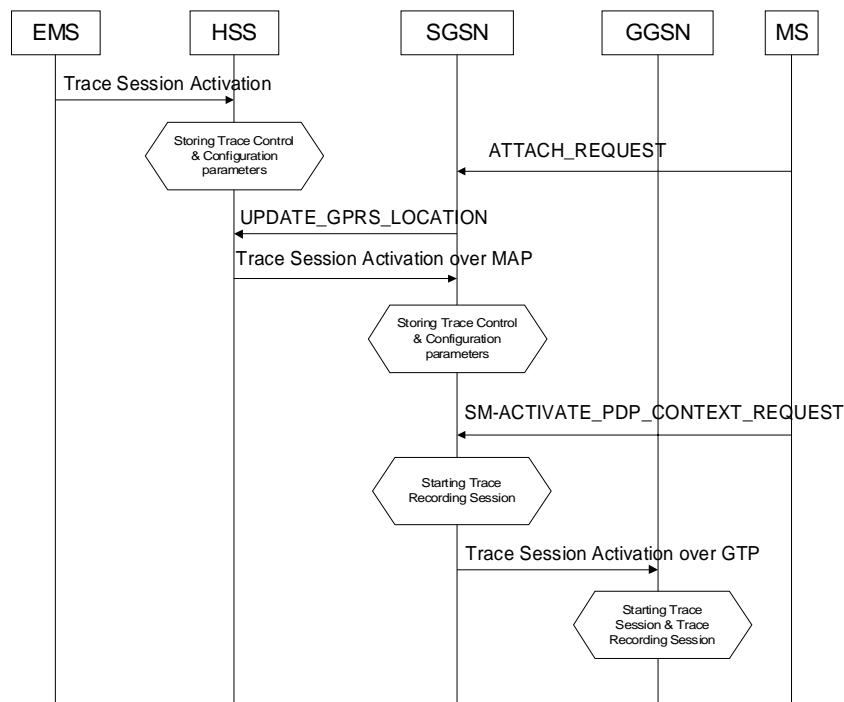 EMS HSS SGSN GGSN MS
Trace Session Activation
Storing Trace Control
& Configuration
parameters
ATTACH_REQUEST
UPDATE_GPRS_LOCATION
Trace Session Activation over MAP
Storing Trace Control
& Configuration
parameters
SM-ACTIVATE_PDP_CONTEXT_REQUEST
Starting Trace
Recording Session
Trace Session Activation over GTP
Starting Trace
Session & Trace
Recording Session